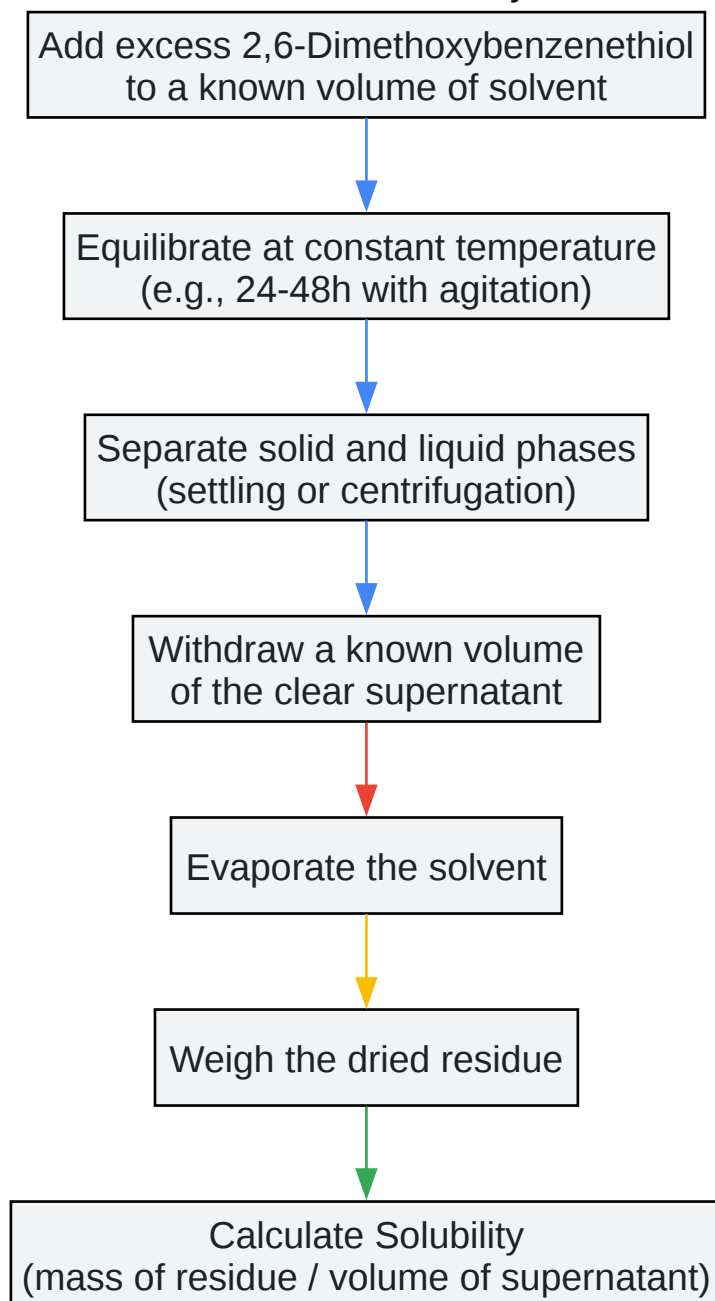 Add excess 2,6-Dimethoxybenzenethiol
to a known volume of solvent
Equilibrate at constant temperature
(e.g., 24-48h with agitation)
Separate solid and liquid phases
(settling or centrifugation)
Withdraw a known volume
of the clear supernatant
Evaporate the solvent
Weigh the dried residue
Calculate Solubility
(mass of residue / volume of supernatant)